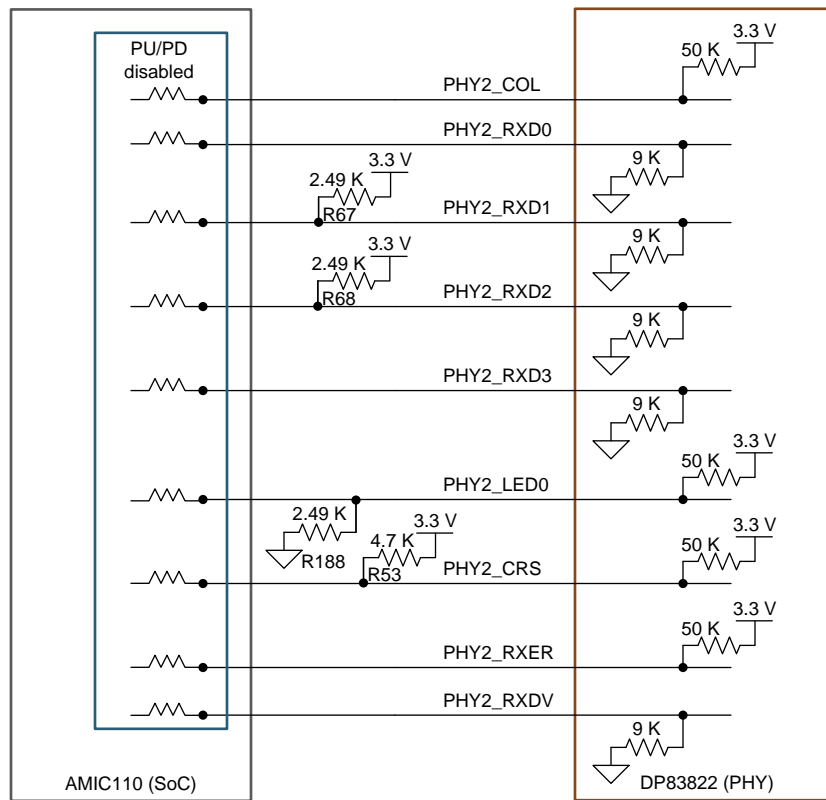 PU/PD
disabled
3.3 V
50 K
PHY2_COL
PHY2_RXD0
9 K
3.3 V
2.49 K
R67
PHY2_RXD1
9 K
3.3 V
2.49 K
R68
PHY2_RXD2
9 K
PHY2_RXD3
9 K
3.3 V
50 K
PHY2_LED0
2.49 K
R188
3.3 V
4.7 K
R53
PHY2_CRS
3.3 V
50 K
3.3 V
50 K
PHY2_RXER
PHY2_RXDV
9 K
AMIC110 (SoC)
DP83822 (PHY)